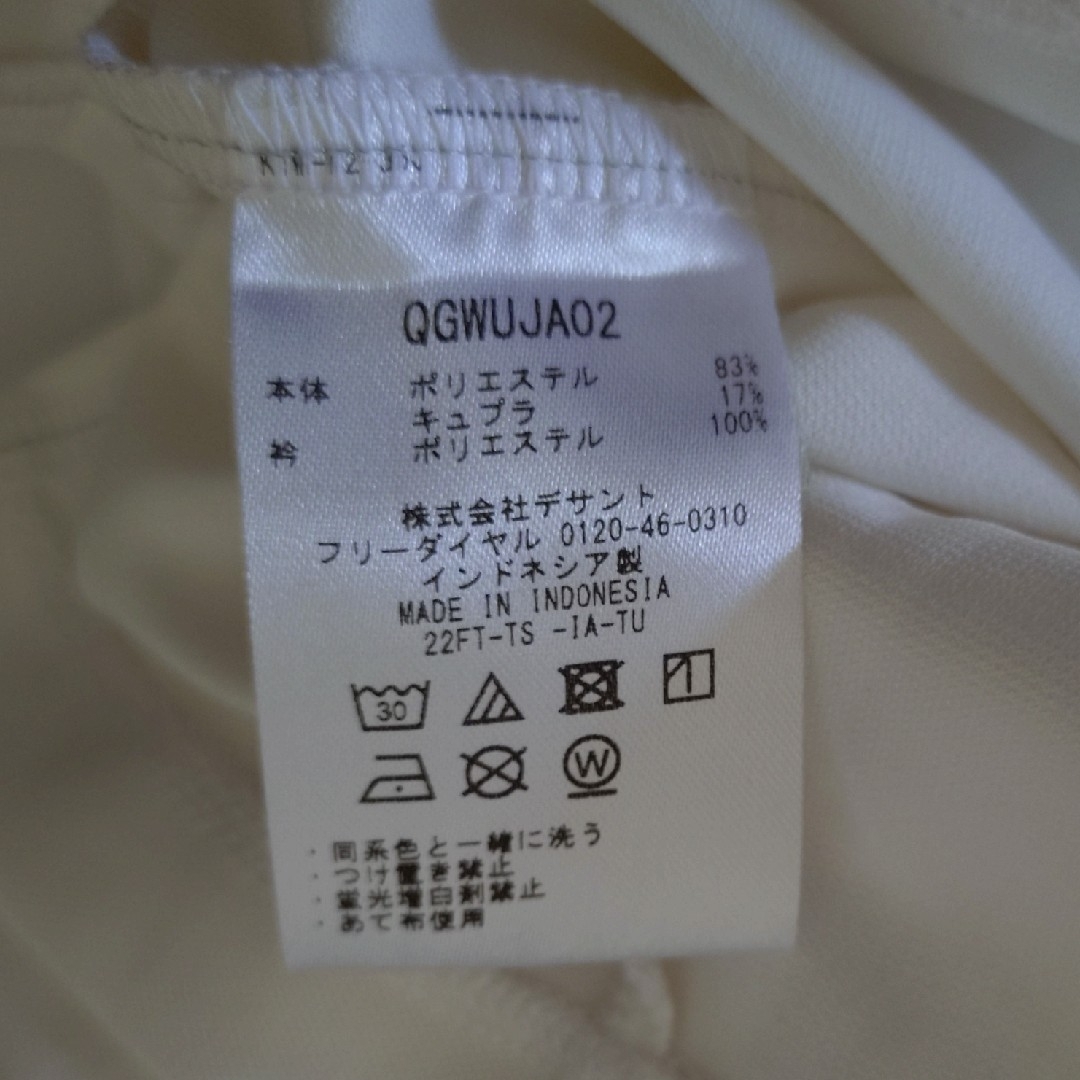 QGWUJA02
本体 ポリエステル 83%
キュプラ 17%
衿 ポリエステル 100%
株式会社デサント
フリーダイヤル 0120-46-0310
インドネシア製
MADE IN INDONESIA
22FT-TS -IA-TU
30
W
・同系色と一緒に洗う
・つけ置き禁止
・蛍光増白剤禁止
・あて布使用